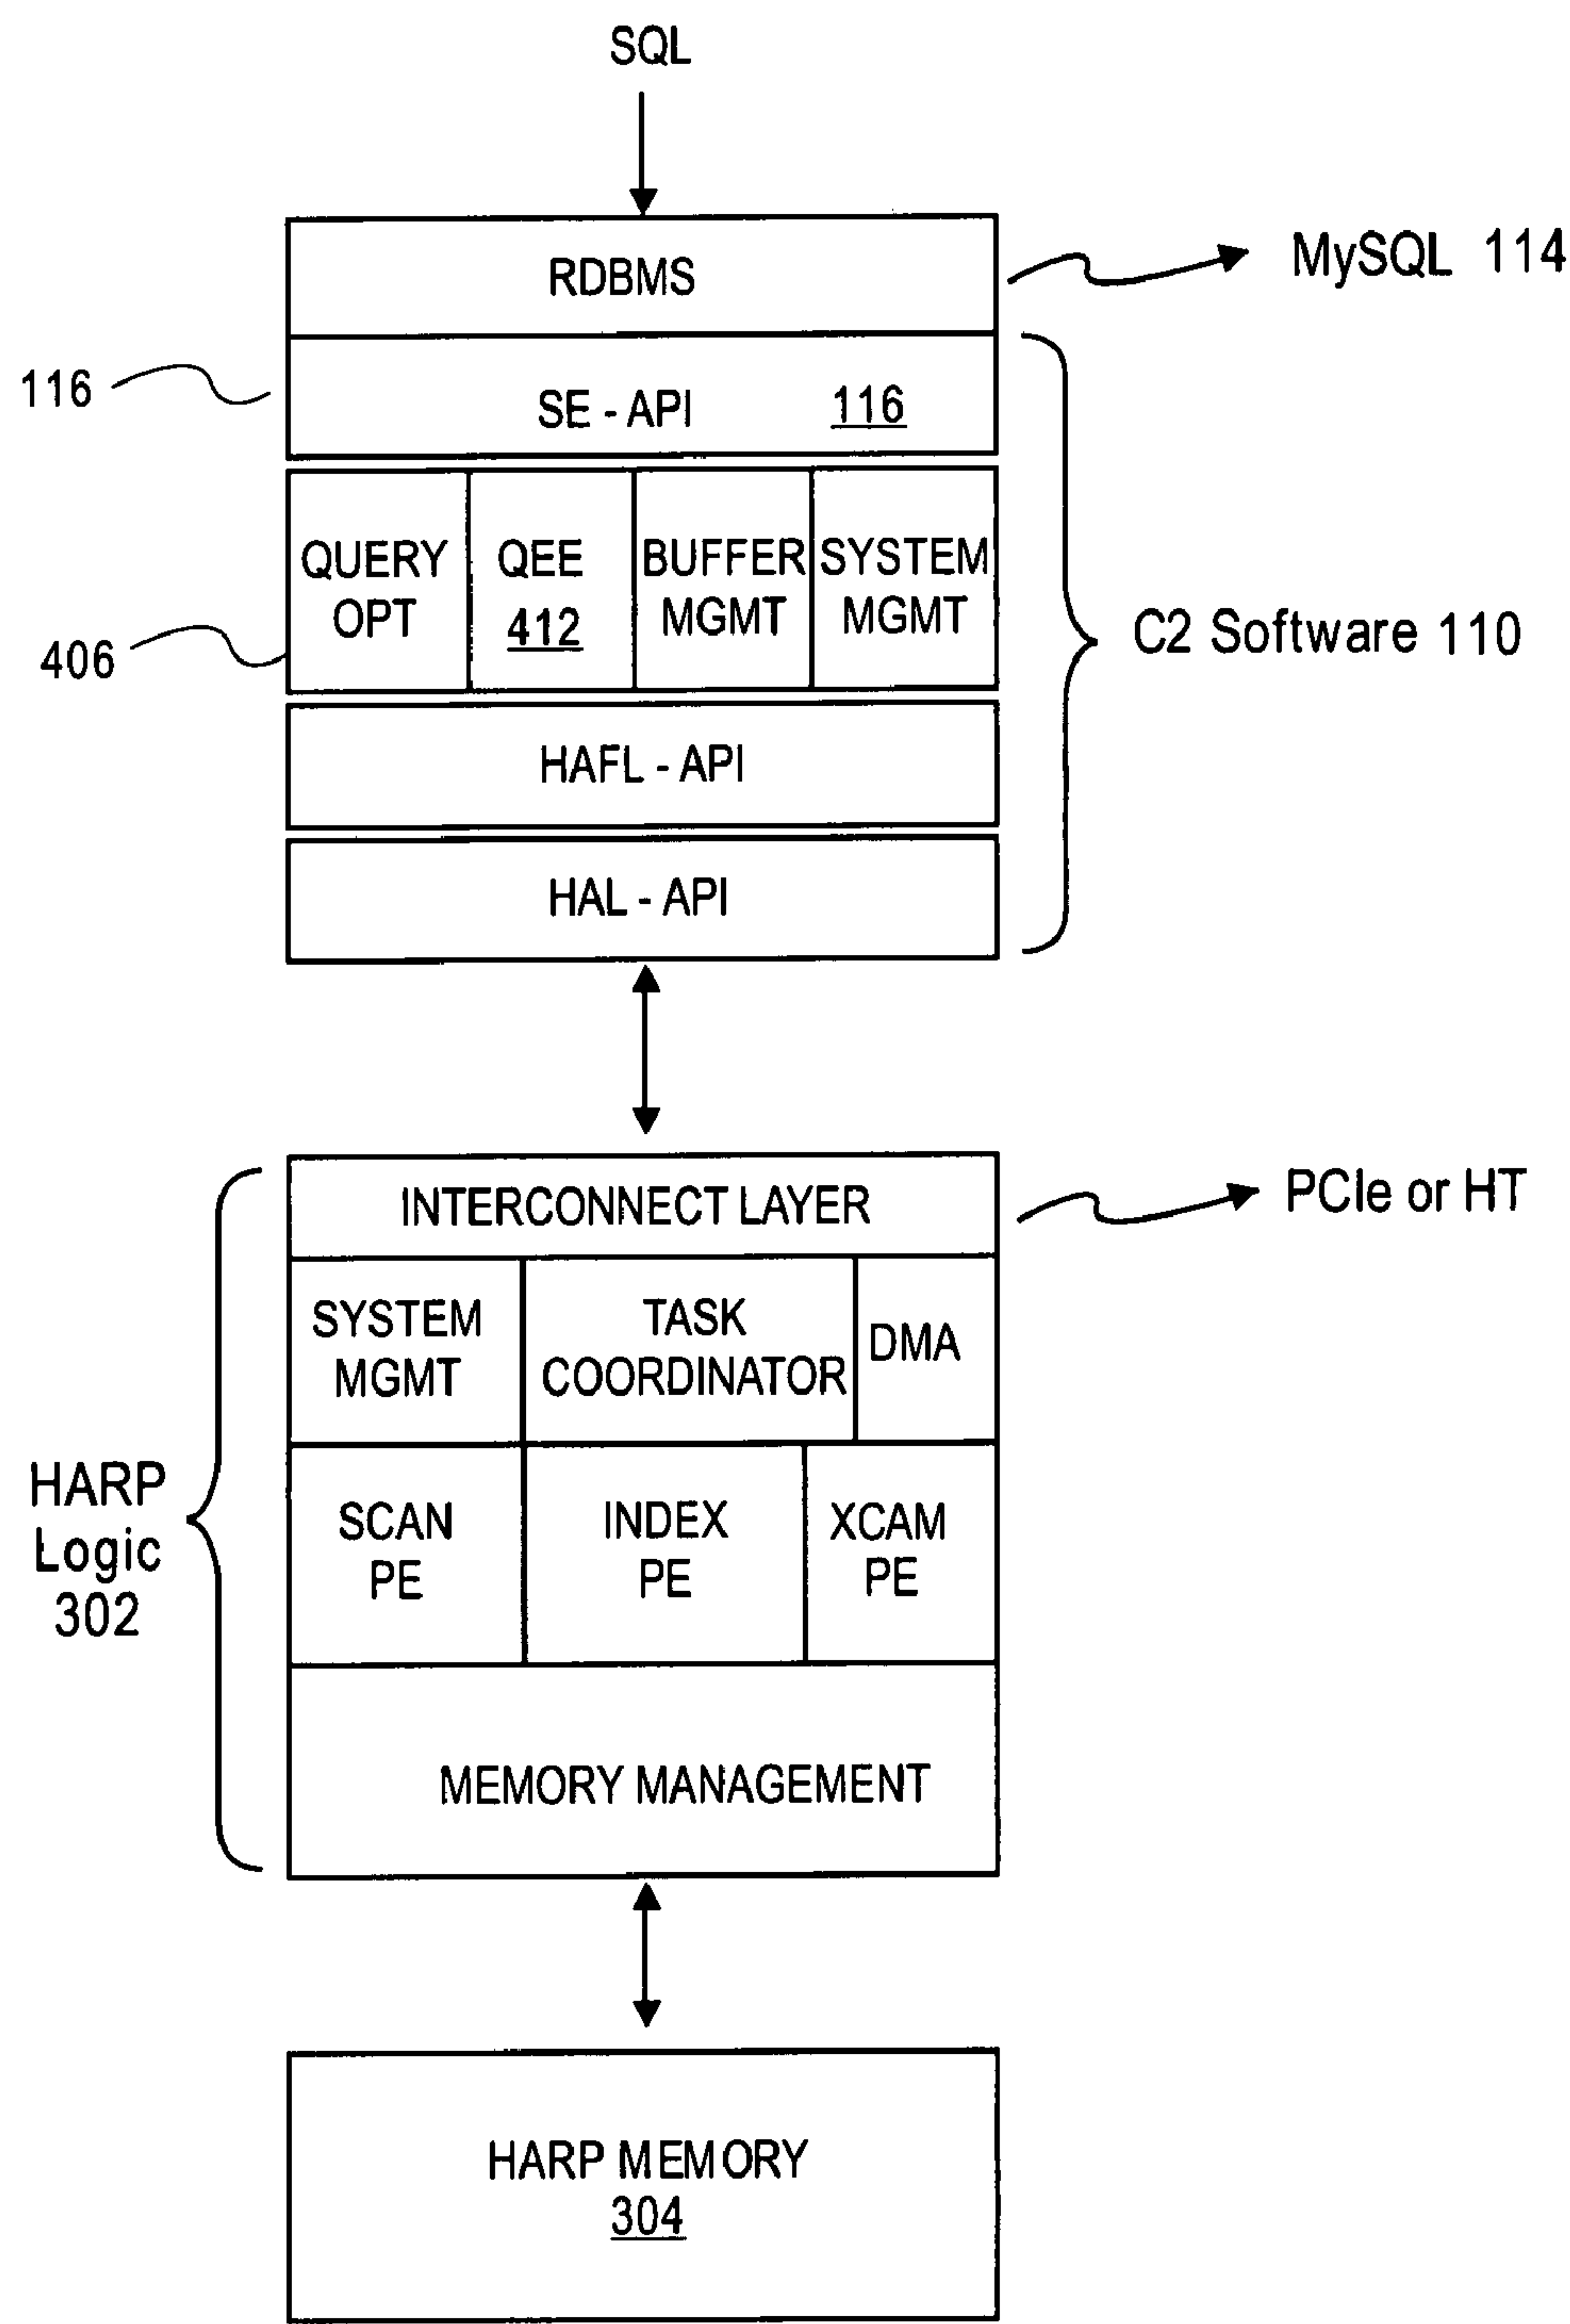 SQL
RDBMS
MySQL 114
116
SE - API 116
QUERY OPT
QEE 412
BUFFER MGMT
SYSTEM MGMT
406
C2 Software 110
HAFL - API
HAL - API
INTERCONNECT LAYER
PCIe or HT
SYSTEM MGMT
TASK COORDINATOR
DMA
HARP
Logic
302
SCAN PE
INDEX PE
XCAM PE
MEMORY MANAGEMENT
HARP MEMORY
304